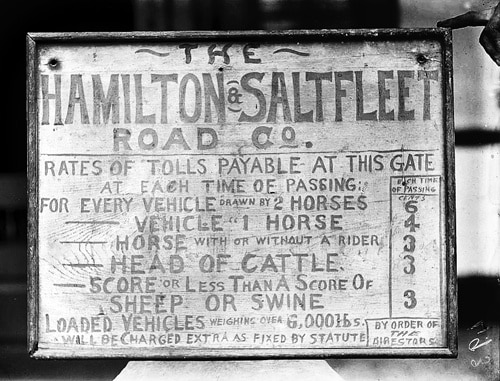 ~ THE ~
HAMILTON & SALTFLEET
ROAD CO.
RATES OF TOLLS PAYABLE AT THIS GATE
AT EACH TIME OF PASSING:
EACH TIME
OF PASSING
CENTS
FOR EVERY VEHICLE DRAWN BY 2 HORSES 6
— VEHICLE " 1 HORSE 4
— HORSE WITH OR WITHOUT A RIDER 3
— HEAD OF CATTLE. 3
— SCORE OR LESS THAN A SCORE OF
SHEEP OR SWINE 3
LOADED VEHICLES WEIGHING OVER 6,000 lbs.
WILL BE CHARGED EXTRA AS FIXED BY STATUTE
BY ORDER OF
THE
DIRECTORS